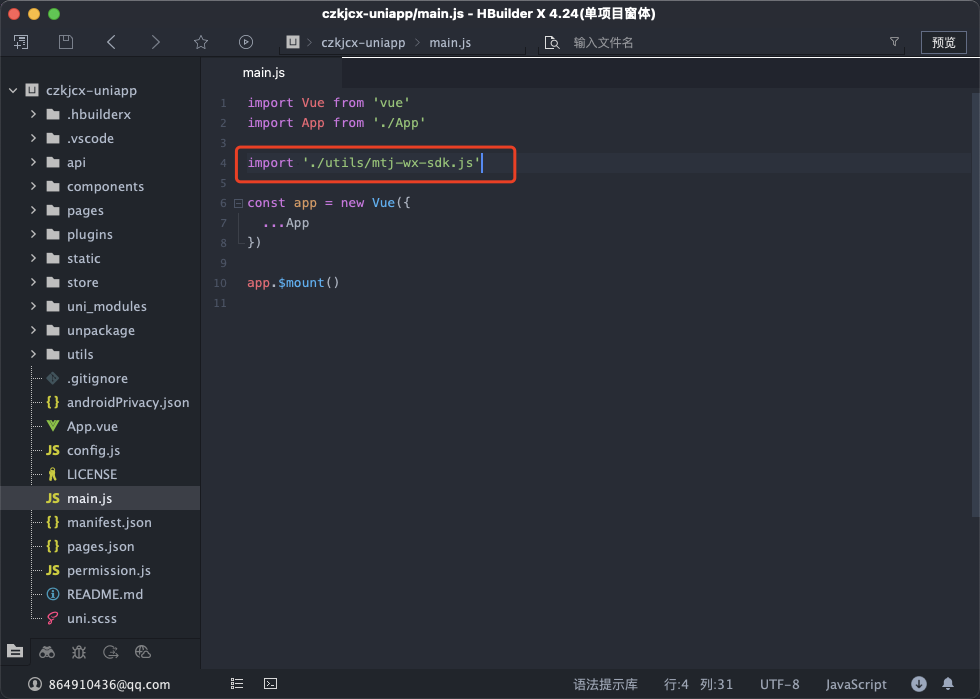 czkjcx-uniapp/main.js - HBuilder X 4.24(单项目窗体)
czkjcx-uniapp main.js 输入文件名 预览
czkjcx-uniapp
.hbuilderx
.vscode
api
components
pages
plugins
static
store
uni_modules
unpackage
utils
.gitignore
androidPrivacy.json
App.vue
config.js
LICENSE
main.js
manifest.json
pages.json
permission.js
README.md
uni.scss
main.js
1 import Vue from 'vue'
2 import App from './App'
3
4 import './utils/mtj-wx-sdk.js'
5
6 const app = new Vue({
7 ...App
8 })
9
10 app.$mount()
11
864910436@qq.com 语法提示库 行:4 列:31 UTF-8 JavaScript